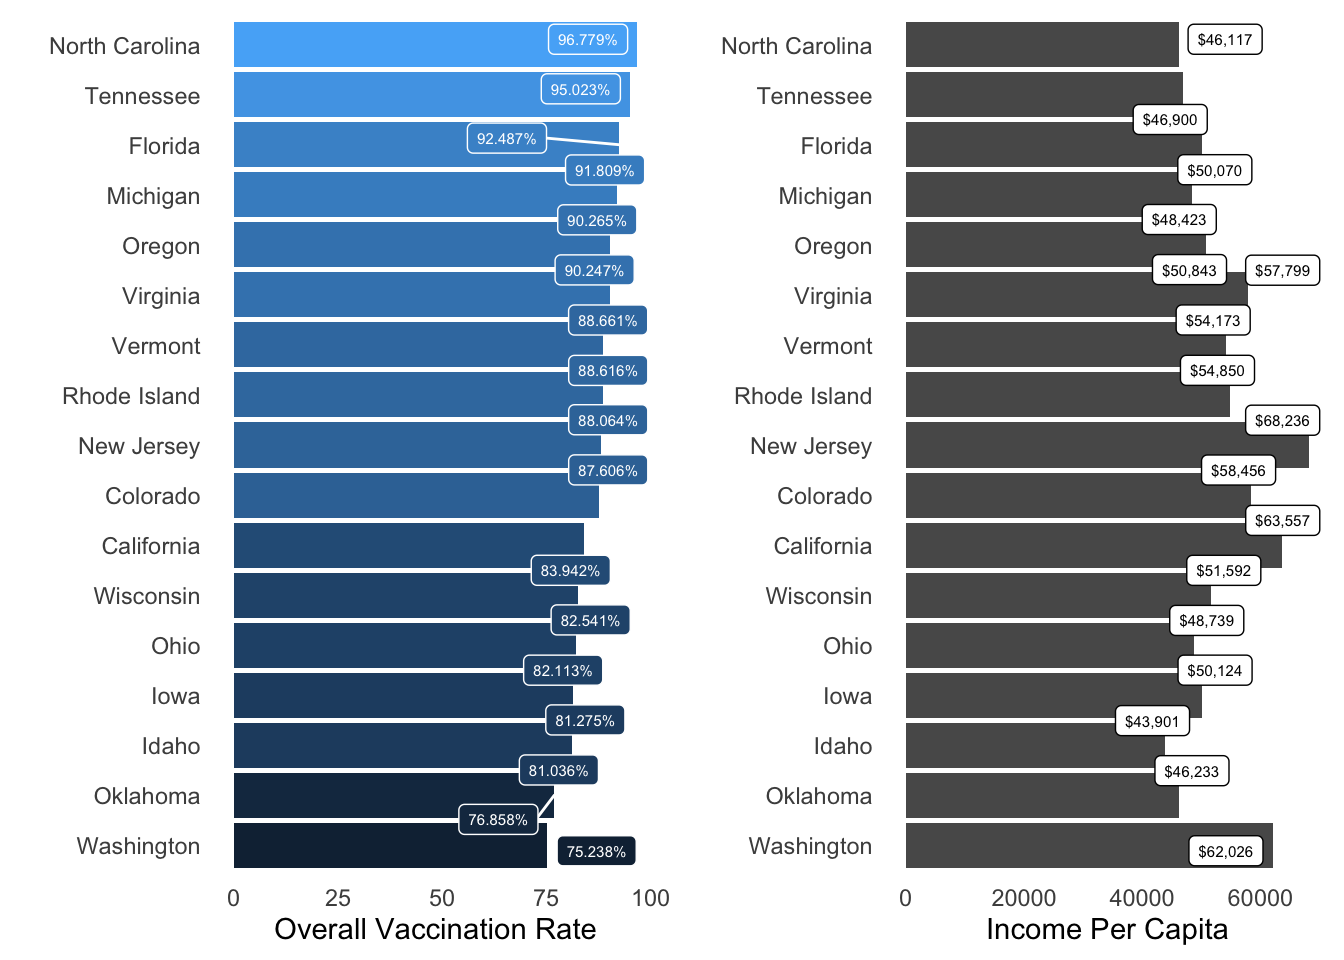 North Carolina
96.779%
Tennessee
95.023%
Florida
92.487%
91.809%
Michigan
90.265%
Oregon
90.247%
Virginia
88.661%
Vermont
88.616%
Rhode Island
88.064%
New Jersey
87.606%
Colorado
California
83.942%
Wisconsin
82.541%
Ohio
82.113%
Iowa
81.275%
Idaho
81.036%
Oklahoma
76.858%
Washington
75.238%
0 25 50 75 100
Overall Vaccination Rate
North Carolina
$46,117
Tennessee
$46,900
Florida
$50,070
Michigan
$48,423
Oregon
$50,843 $57,799
Virginia
$54,173
Vermont
$54,850
Rhode Island
$68,236
New Jersey
$58,456
Colorado
$63,557
California
$51,592
Wisconsin
$48,739
Ohio
$50,124
Iowa
$43,901
Idaho
$46,233
Oklahoma
Washington
$62,026
0 20000 40000 60000
Income Per Capita